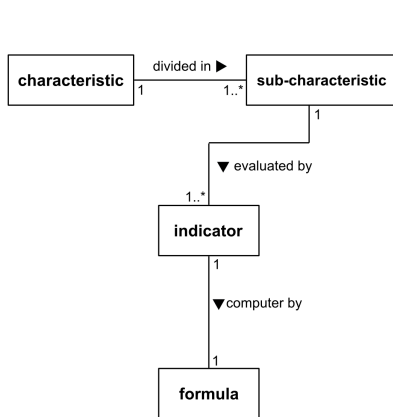 divided in ▶
characteristic
sub-characteristic
1
1..*
1
▼ evaluated by
1..*
indicator
1
▼computer by
1
formula